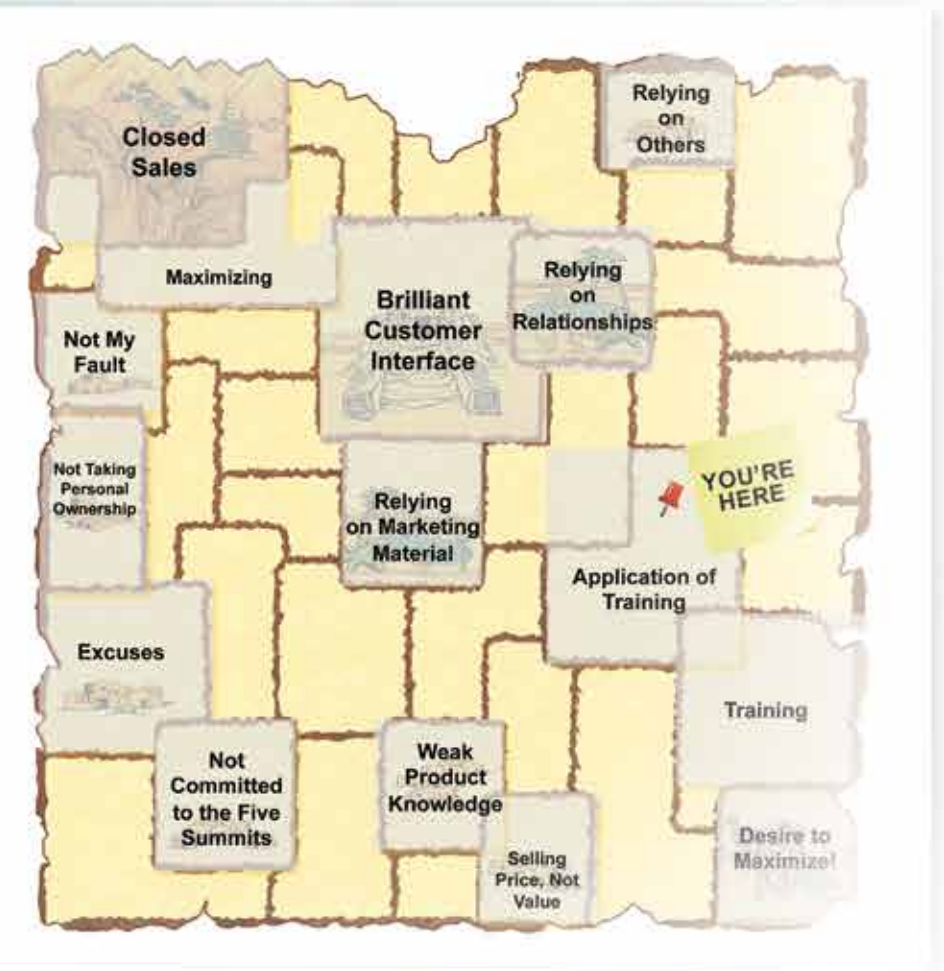 Relying
on
Others
Closed
Sales
Maximizing
Brilliant
Customer
Interface
Relying
on
Relationships
Not My
Fault
Not Taking
Personal
Ownership
Relying
on Marketing
Material
YOU'RE
HERE
Application of
Training
Excuses
Training
Not
Committed
to the Five
Summits
Weak
Product
Knowledge
Selling
Price, Not
Value
Desire to
Maximize!